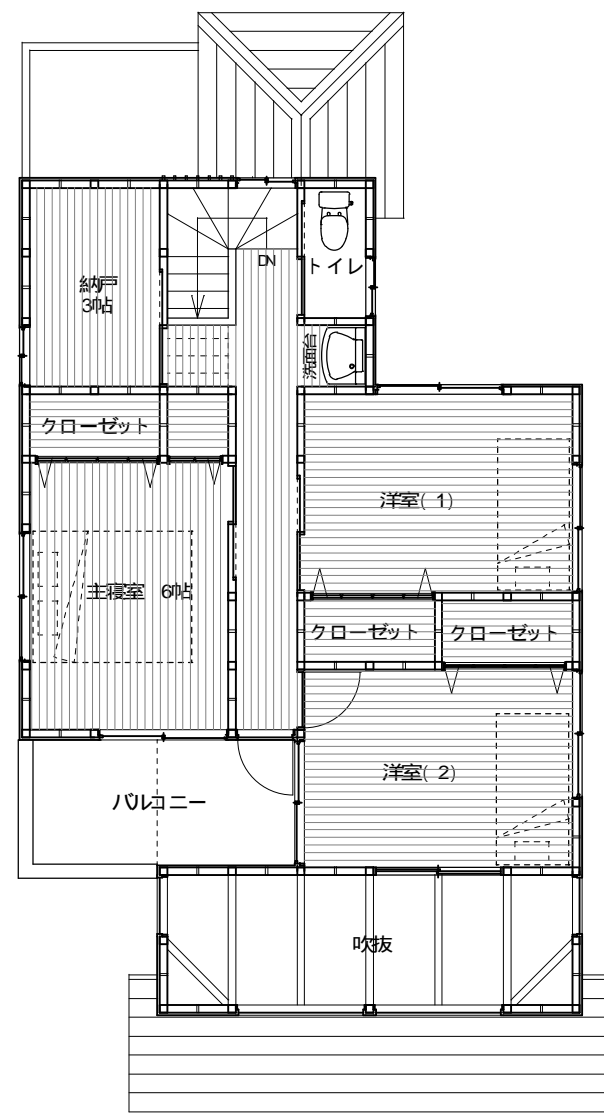 DN
トイレ
納戸
3帖
洗面台
クローゼット
洋室( 1)
主寝室 6帖
クローゼット
クローゼット
洋室( 2)
バルコニー
吹抜